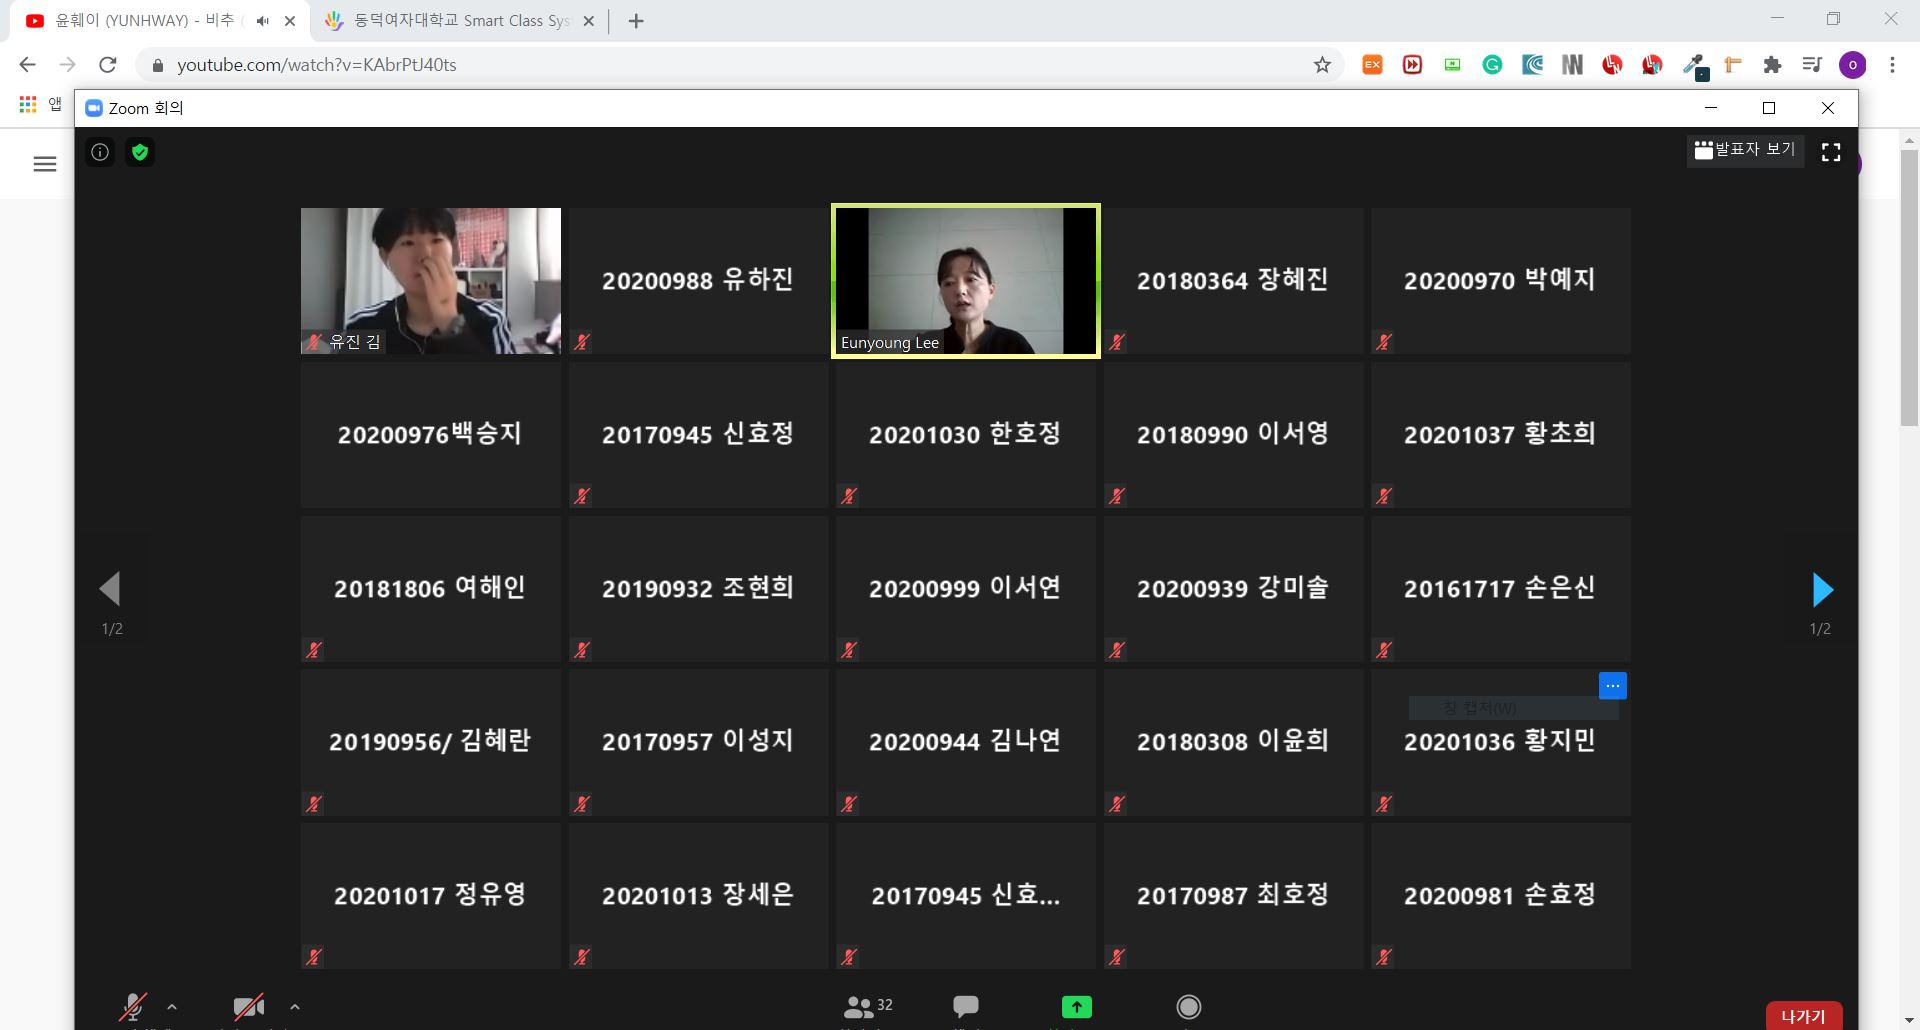 윤훼이 (YUNHWAY) - 비추 (
동덕여자대학교 Smart Class Sys
youtube.com/watch?v=KAbrPtJ40ts
앱
Zoom 회의
발표자 보기
유진 김
20200988 유하진
Eunyoung Lee
20180364 장혜진
20200970 박예지
20200976백승지
20170945 신효정
20201030 한호정
20180990 이서영
20201037 황초희
20181806 여해인
20190932 조현희
20200999 이서연
20200939 강미솔
20161717 손은신
1/2
1/2
창 캡처(W)
20190956/ 김혜란
20170957 이성지
20200944 김나연
20180308 이윤희
20201036 황지민
20201017 정유영
20201013 장세은
20170945 신효...
20170987 최호정
20200981 손효정
32
나가기